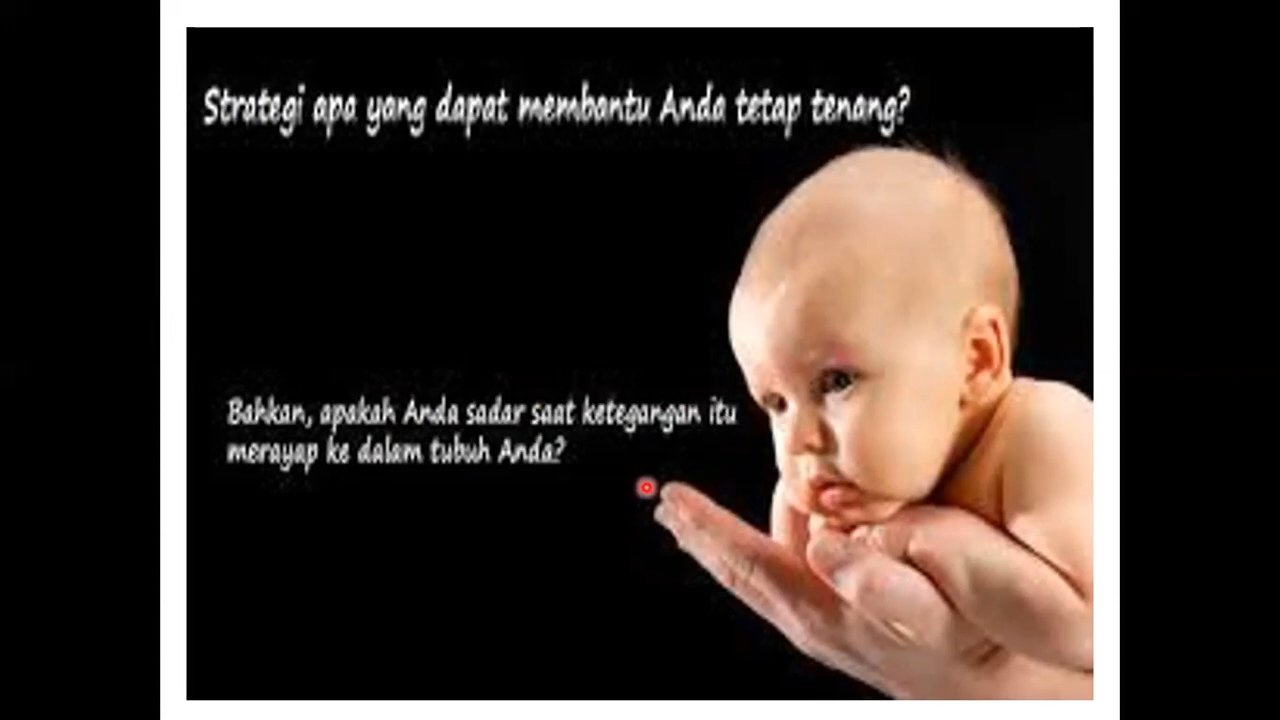 Strategi apa yang dapat membantu Anda tetap tenang?
Bahkan, apakah Anda sadar saat ketegangan itu
merayap ke dalam tubuh Anda?